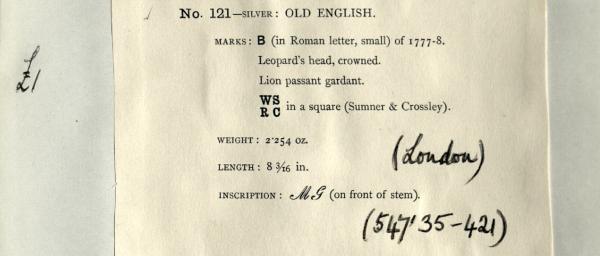 No. 121—SILVER: OLD ENGLISH.
MARKS: B (in Roman letter, small) of 1777-8.
Leopard's head, crowned.
Lion passant gardant.
WS
RC in a square (Sumner & Crossley).
WEIGHT: 2·254 oz.
(London)
LENGTH: 8 3/16 in.
INSCRIPTION: MG (on front of stem).
(547'35-421)